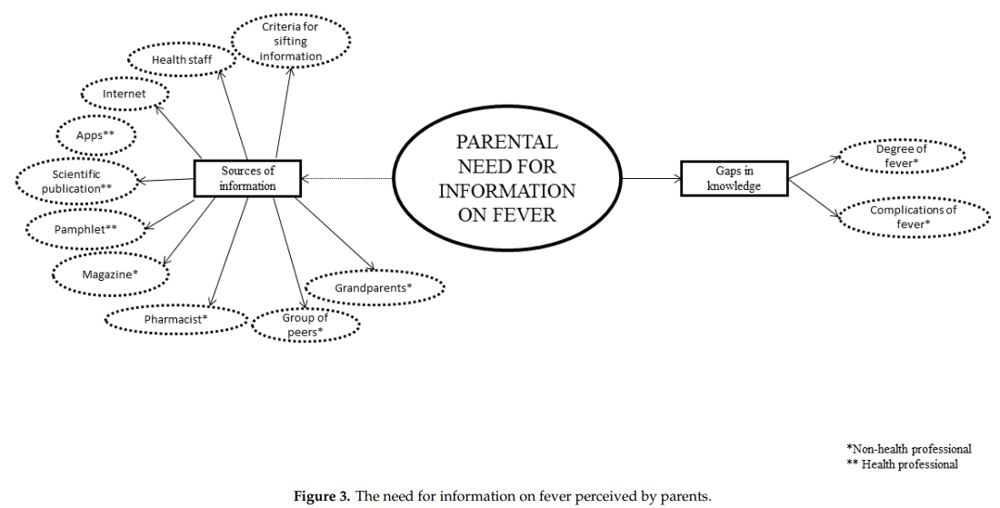 Criteria for
sifting
information
Health staff
Internet
Apps**
Scientific
publication**
Pamphlet**
Magazine*
Pharmacist*
Group of
peers*
Grandparents*
Sources of
information
PARENTAL
NEED FOR
INFORMATION
ON FEVER
Gaps in
knowledge
Degree of
fever*
Complications of
fever*
*Non-health professional
** Health professional
Figure 3. The need for information on fever perceived by parents.